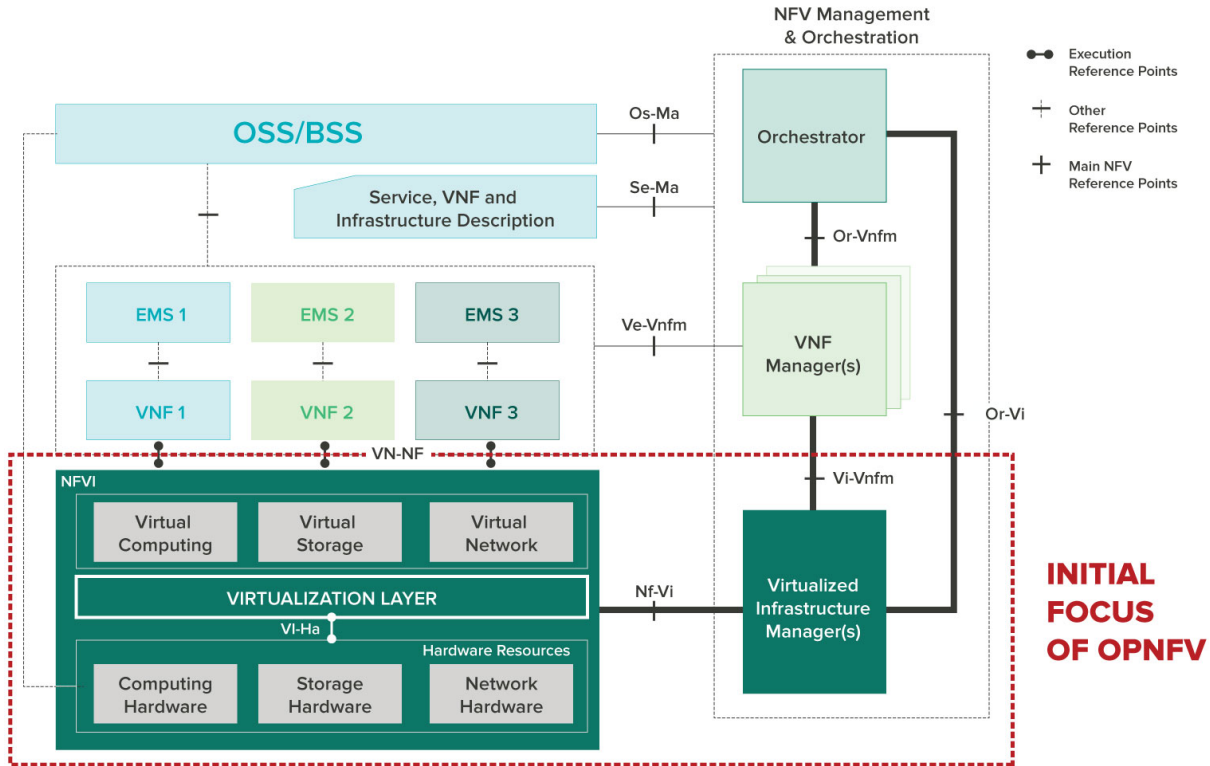 NFV Management
& Orchestration
Execution
Reference Points
Other
Reference Points
Main NFV
Reference Points
OSS/BSS
Os-Ma
Orchestrator
Service, VNF and
Infrastructure Description
Se-Ma
Or-Vnfm
EMS 1
EMS 2
EMS 3
Ve-Vnfm
VNF
Manager(s)
VNF 1
VNF 2
VNF 3
Or-Vi
VN-NF
NFVI
Vi-Vnfm
Virtual
Computing
Virtual
Storage
Virtual
Network
VIRTUALIZATION LAYER
Nf-Vi
Virtualized
Infrastructure
Manager(s)
VI-Ha
Hardware Resources
Computing
Hardware
Storage
Hardware
Network
Hardware
INITIAL
FOCUS
OF OPNFV